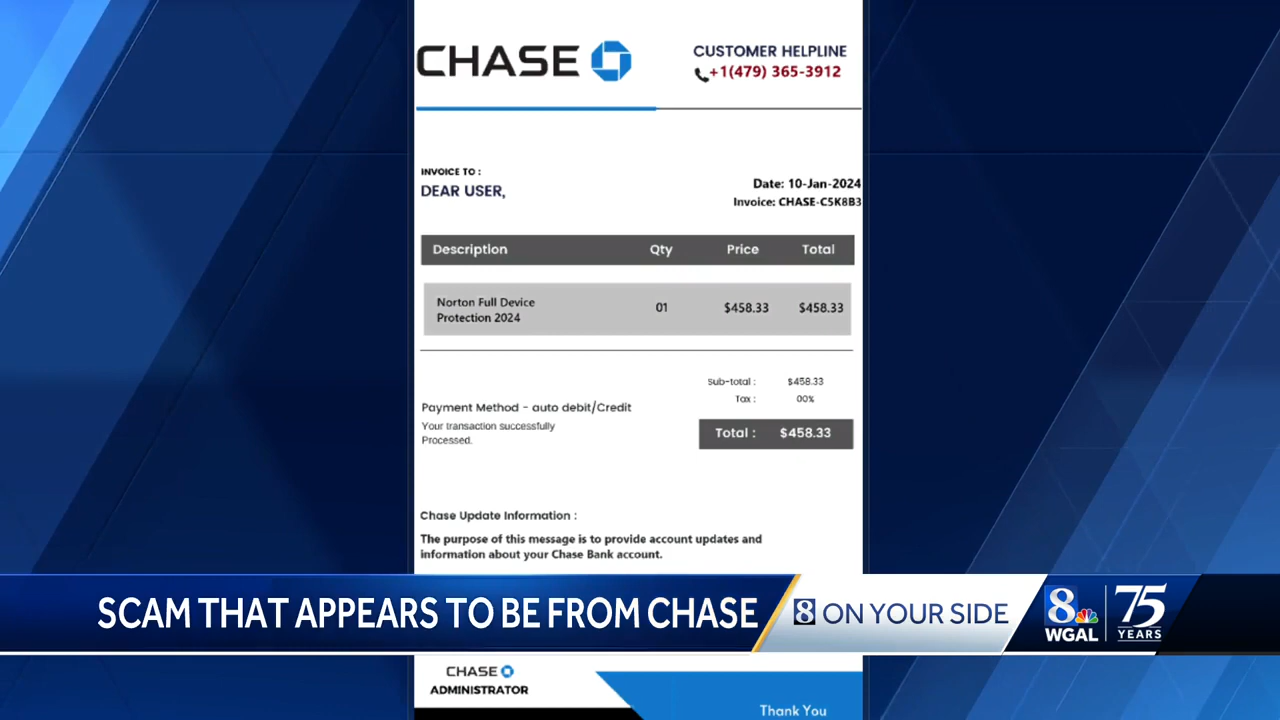 CHASE
CUSTOMER HELPLINE
+1(479) 365-3912
INVOICE TO :
DEAR USER,
Date: 10-Jan-2024
Invoice: CHASE-C5K8B3
Description Qty Price Total
Norton Full Device
Protection 2024
01 $458.33 $458.33
Sub-total : $458.33
Tax : 00%
Payment Method - auto debit/Credit
Your transaction successfully
Processed.
Total : $458.33
Chase Update Information :
The purpose of this message is to provide account updates and
information about your Chase Bank account.
SCAM THAT APPEARS TO BE FROM CHASE
8 ON YOUR SIDE
8
WGAL
75
YEARS
CHASE
ADMINISTRATOR
Thank You